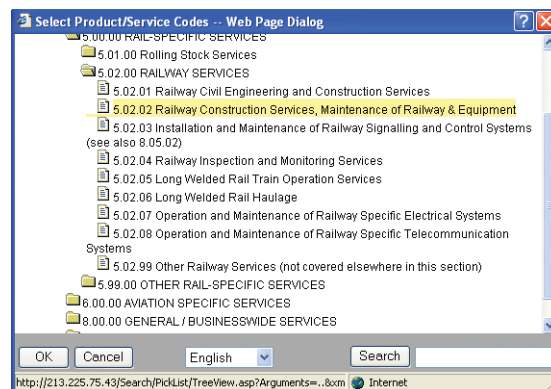 Select Product/Service Codes -- Web Page Dialog
5.00.00 RAIL-SPECIFIC SERVICES
5.01.00 Rolling Stock Services
5.02.00 RAILWAY SERVICES
5.02.01 Railway Civil Engineering and Construction Services
5.02.02 Railway Construction Services, Maintenance of Railway & Equipment
5.02.03 Installation and Maintenance of Railway Signalling and Control Systems
(see also 8.05.02)
5.02.04 Railway Inspection and Monitoring Services
5.02.05 Long Welded Rail Train Operation Services
5.02.06 Long Welded Rail Haulage
5.02.07 Operation and Maintenance of Railway Specific Electrical Systems
5.02.08 Operation and Maintenance of Railway Specific Telecommunication
Systems
5.02.99 Other Railway Services (not covered elsewhere in this section)
5.99.00 OTHER RAIL-SPECIFIC SERVICES
6.00.00 AVIATION SPECIFIC SERVICES
8.00.00 GENERAL / BUSINESSWIDE SERVICES
OK Cancel English Search
http://213.225.75.43/Search/PickList/TreeView.asp?Arguments=..&xm Internet